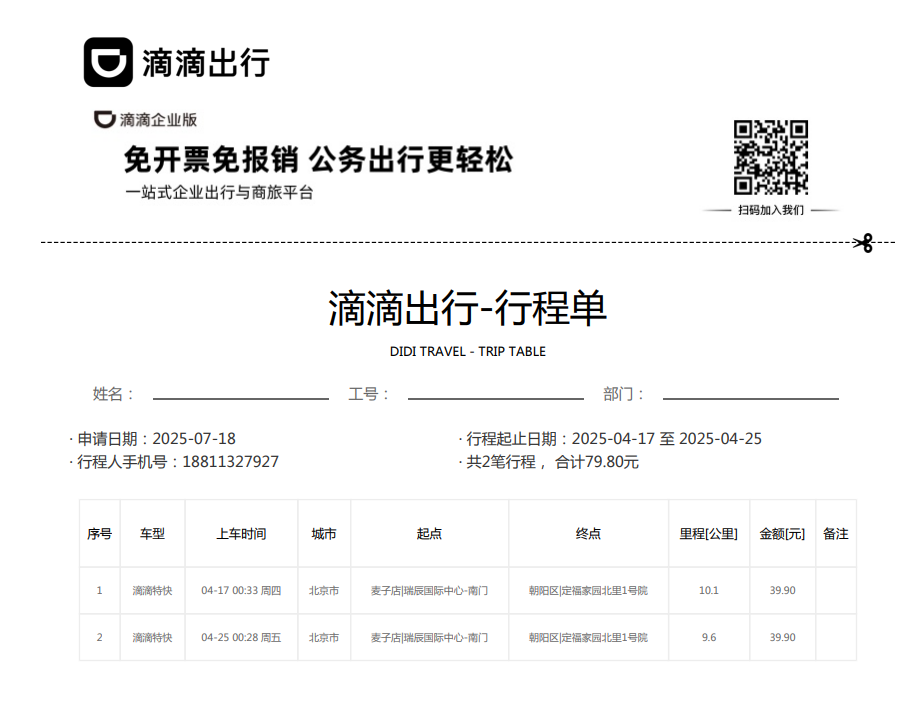 滴滴出行
滴滴企业版
免开票免报销 公务出行更轻松
一站式企业出行与商旅平台
扫码加入我们
滴滴出行-行程单
DIDI TRAVEL - TRIP TABLE
姓名： 工号： 部门：
· 申请日期：2025-07-18 · 行程起止日期：2025-04-17 至 2025-04-25
· 行程人手机号：18811327927 · 共2笔行程， 合计79.80元
序号 车型 上车时间 城市 起点 终点 里程[公里] 金额[元] 备注
1 滴滴特快 04-17 00:33 周四 北京市 麦子店|瑞辰国际中心-南门 朝阳区|定福家园北里1号院 10.1 39.90
2 滴滴特快 04-25 00:28 周五 北京市 麦子店|瑞辰国际中心-南门 朝阳区|定福家园北里1号院 9.6 39.90